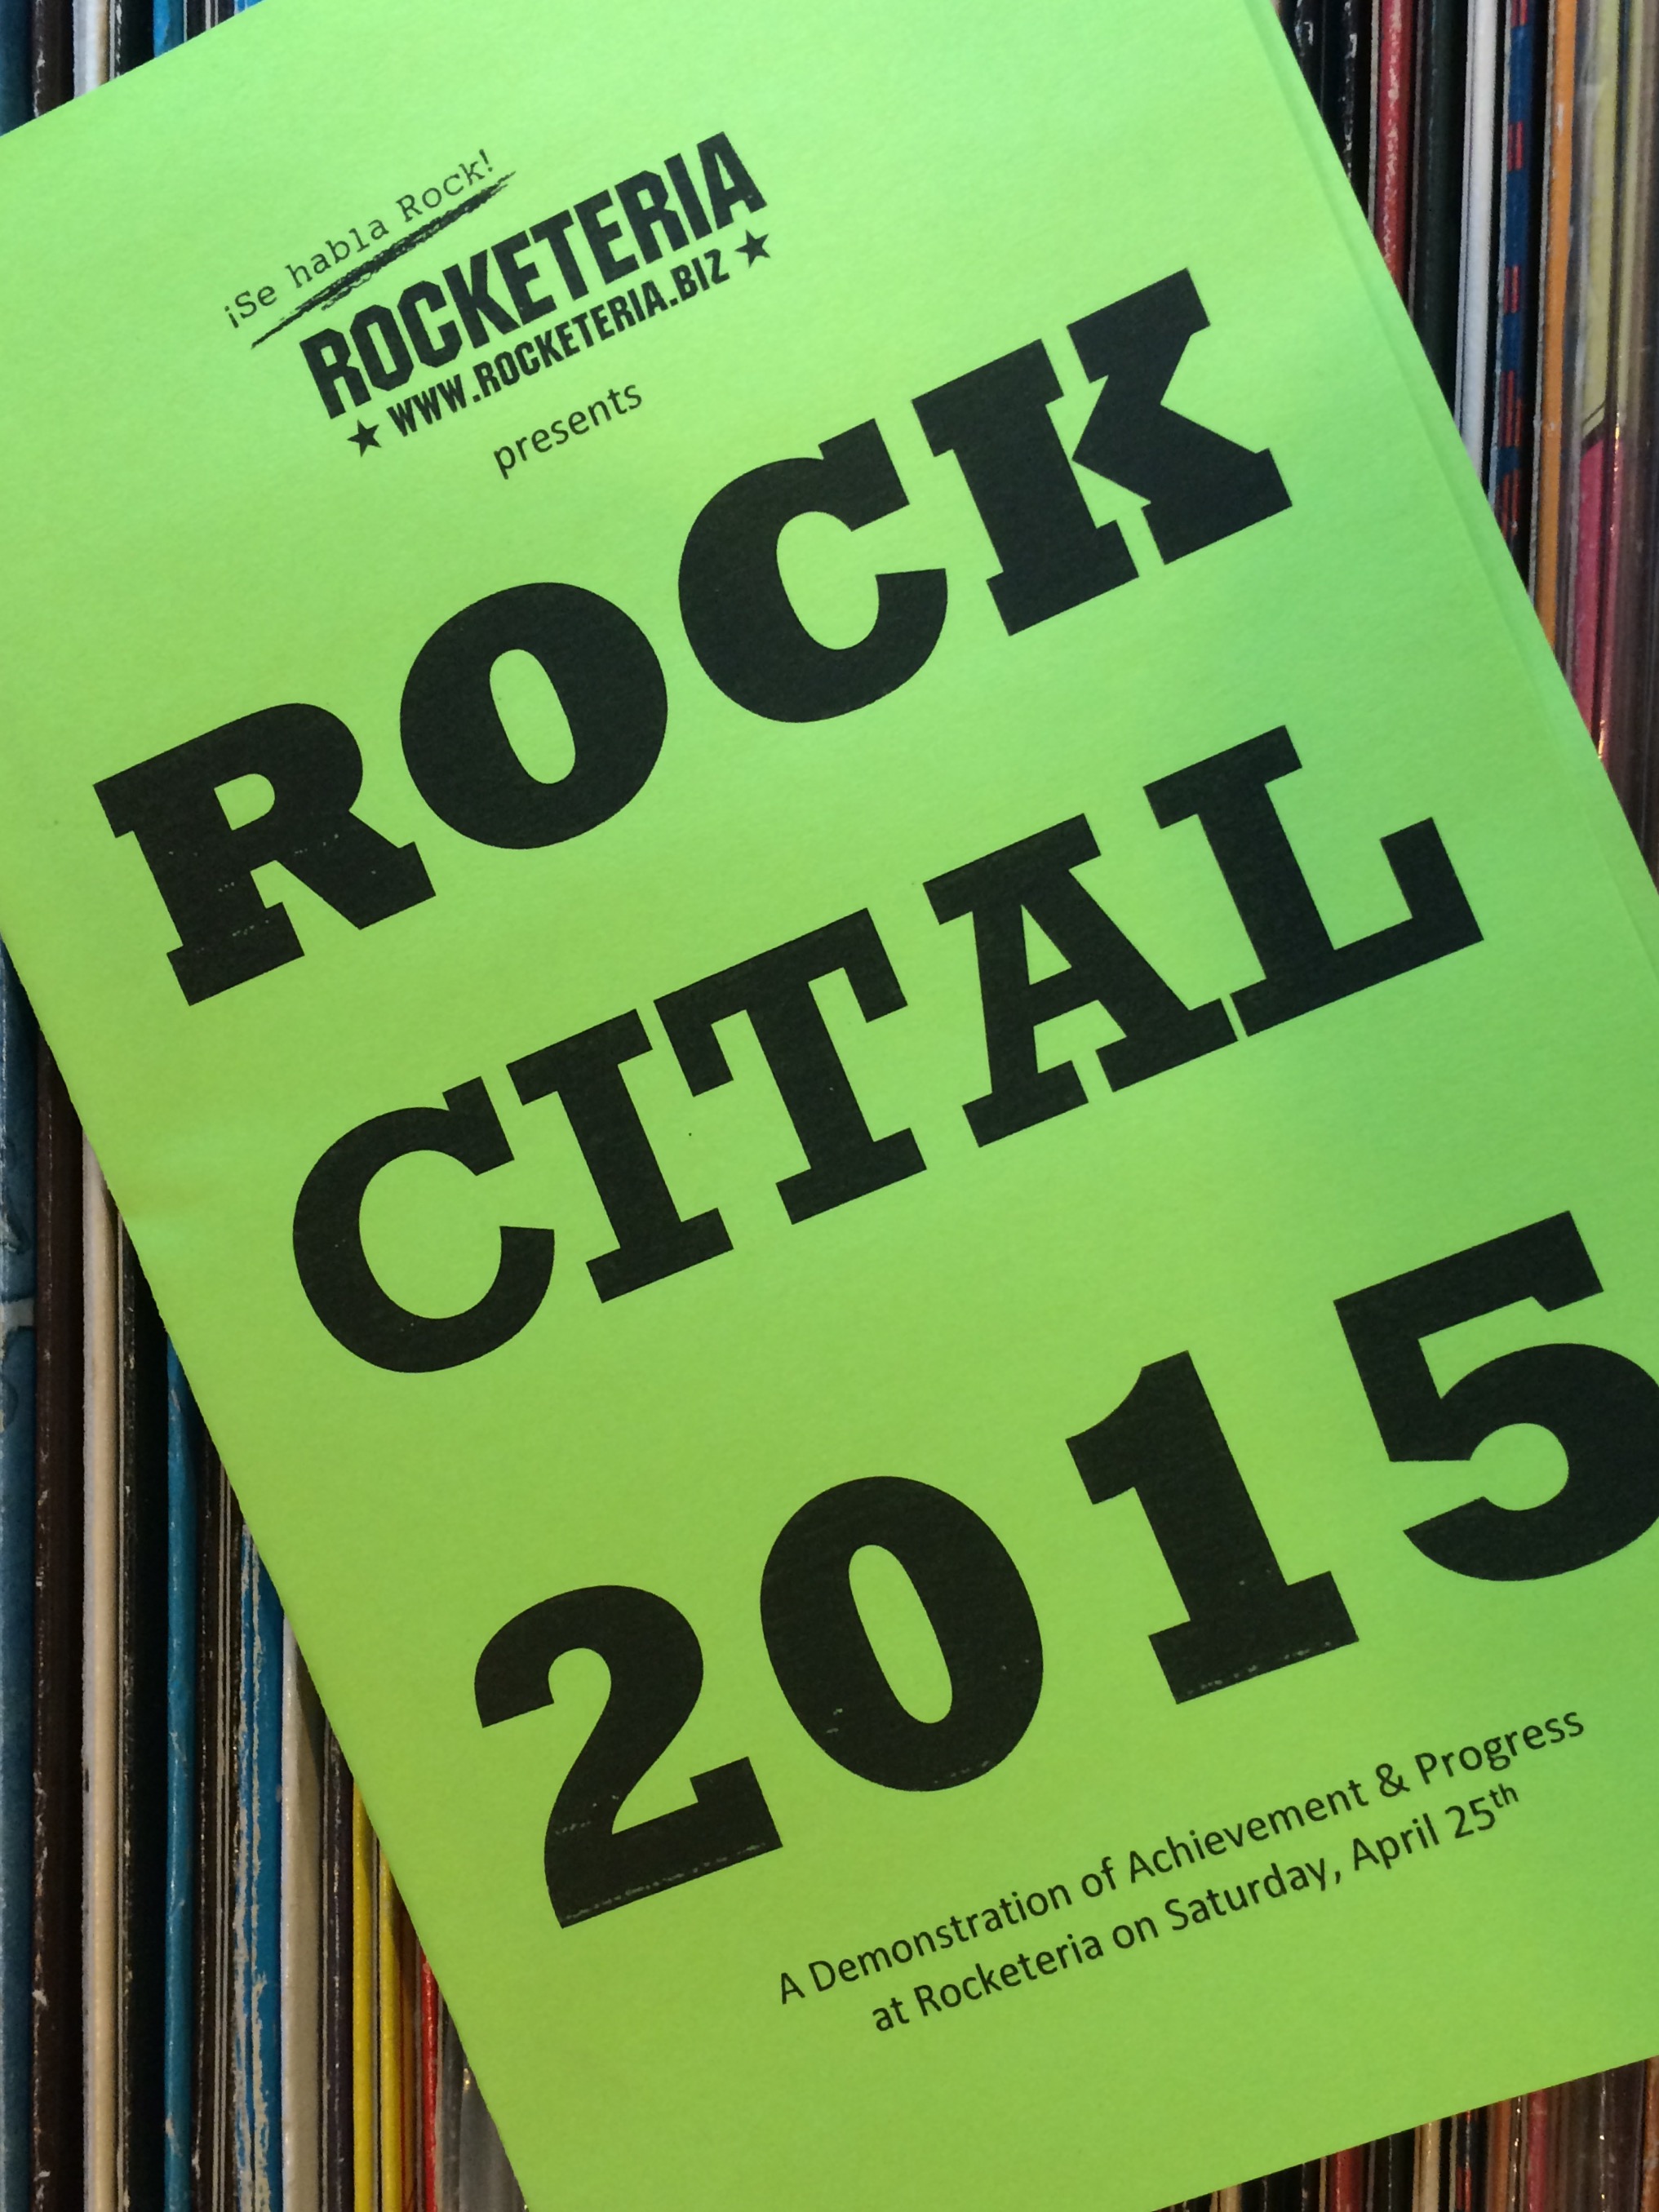 ¡Se habla Rock!
ROCKETERIA
★ WWW.ROCKETERIA.BIZ ★
presents
ROCK
CITAL
2015
A Demonstration of Achievement & Progress
at Rocketeria on Saturday, April 25th